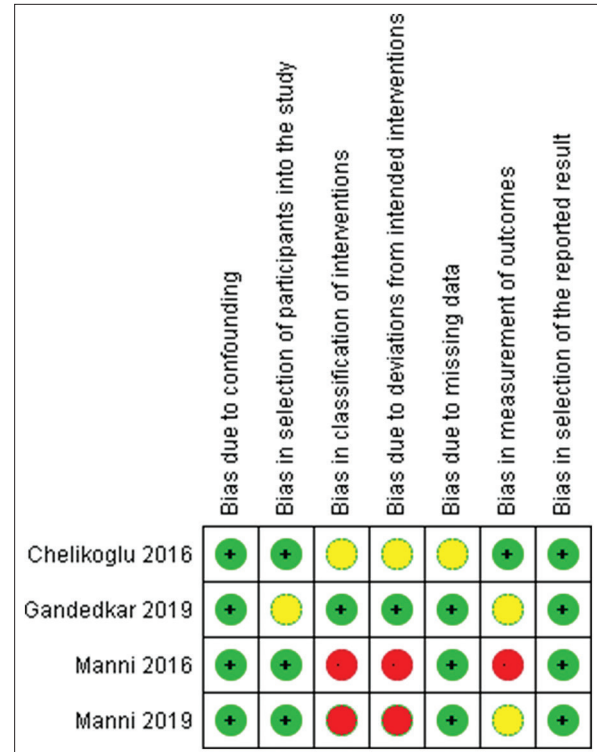 Bias due to confounding
Bias in selection of participants into the study
Bias in classification of interventions
Bias due to deviations from intended interventions
Bias due to missing data
Bias in measurement of outcomes
Bias in selection of the reported result
Chelikoglu 2016 + + + +
Gandedkar 2019 + + + + +
Manni 2016 + + - - + - +
Manni 2019 + + + +